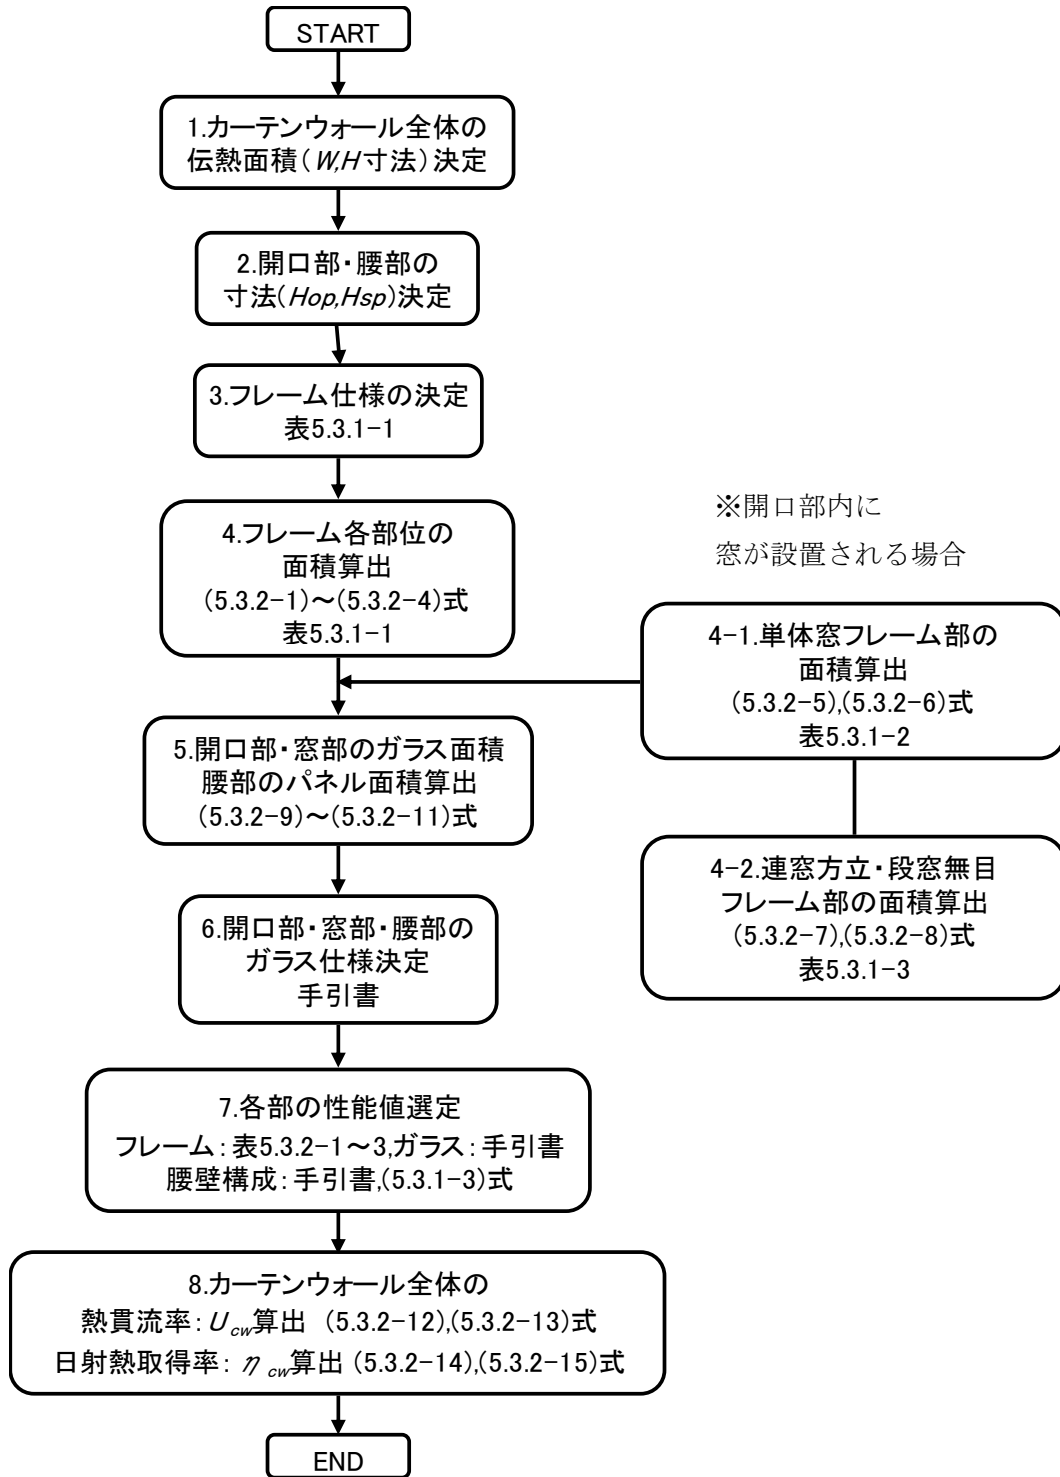 START
1.カーテンウォール全体の
伝熱面積(W,H寸法)決定
2.開口部・腰部の
寸法(Hop,Hsp)決定
3.フレーム仕様の決定
表5.3.1-1
4.フレーム各部位の
面積算出
(5.3.2-1)～(5.3.2-4)式
表5.3.1-1
※開口部内に
窓が設置される場合
4-1.単体窓フレーム部の
面積算出
(5.3.2-5),(5.3.2-6)式
表5.3.1-2
4-2.連窓方立・段窓無目
フレーム部の面積算出
(5.3.2-7),(5.3.2-8)式
表5.3.1-3
5.開口部・窓部のガラス面積
腰部のパネル面積算出
(5.3.2-9)～(5.3.2-11)式
6.開口部・窓部・腰部の
ガラス仕様決定
手引書
7.各部の性能値選定
フレーム:表5.3.2-1～3,ガラス:手引書
腰壁構成:手引書,(5.3.1-3)式
8.カーテンウォール全体の
熱貫流率:Ucw算出 (5.3.2-12),(5.3.2-13)式
日射熱取得率: ηcw算出 (5.3.2-14),(5.3.2-15)式
END